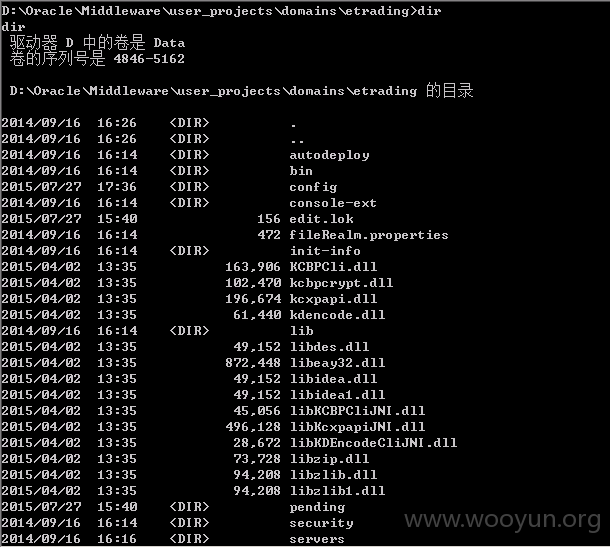 D:\Oracle\Middleware\user_projects\domains\etrading>dir
dir
驱动器 D 中的卷是 Data
卷的序列号是 4846-5162
D:\Oracle\Middleware\user_projects\domains\etrading 的目录
2014/09/16 16:26 <DIR> .
2014/09/16 16:26 <DIR> ..
2014/09/16 16:14 <DIR> autodeploy
2014/09/16 16:14 <DIR> bin
2015/07/27 17:36 <DIR> config
2014/09/16 16:14 <DIR> console-ext
2015/07/27 15:40 156 edit.lok
2014/09/16 16:14 472 fileRealm.properties
2014/09/16 16:14 <DIR> init-info
2015/04/02 13:35 163,906 KCBPCli.dll
2015/04/02 13:35 102,470 kcbpcrypt.dll
2015/04/02 13:35 196,674 kcxpapi.dll
2015/04/02 13:35 61,440 kdencode.dll
2014/09/16 16:14 <DIR> lib
2015/04/02 13:35 49,152 libdes.dll
2015/04/02 13:35 872,448 libeay32.dll
2015/04/02 13:35 49,152 libidea.dll
2015/04/02 13:35 49,152 libidea1.dll
2015/04/02 13:35 45,056 libKCBPCliJNI.dll
2015/04/02 13:35 496,128 libKcxpapiJNI.dll
2015/04/02 13:35 28,672 libKDEncodeCliJNI.dll
2015/04/02 13:35 73,728 libzip.dll
2015/04/02 13:35 94,208 libzlib.dll
2015/04/02 13:35 94,208 libzlib1.dll
2015/07/27 15:40 <DIR> pending
2014/09/16 16:14 <DIR> security
2014/09/16 16:16 <DIR> servers
www.wooyun.org